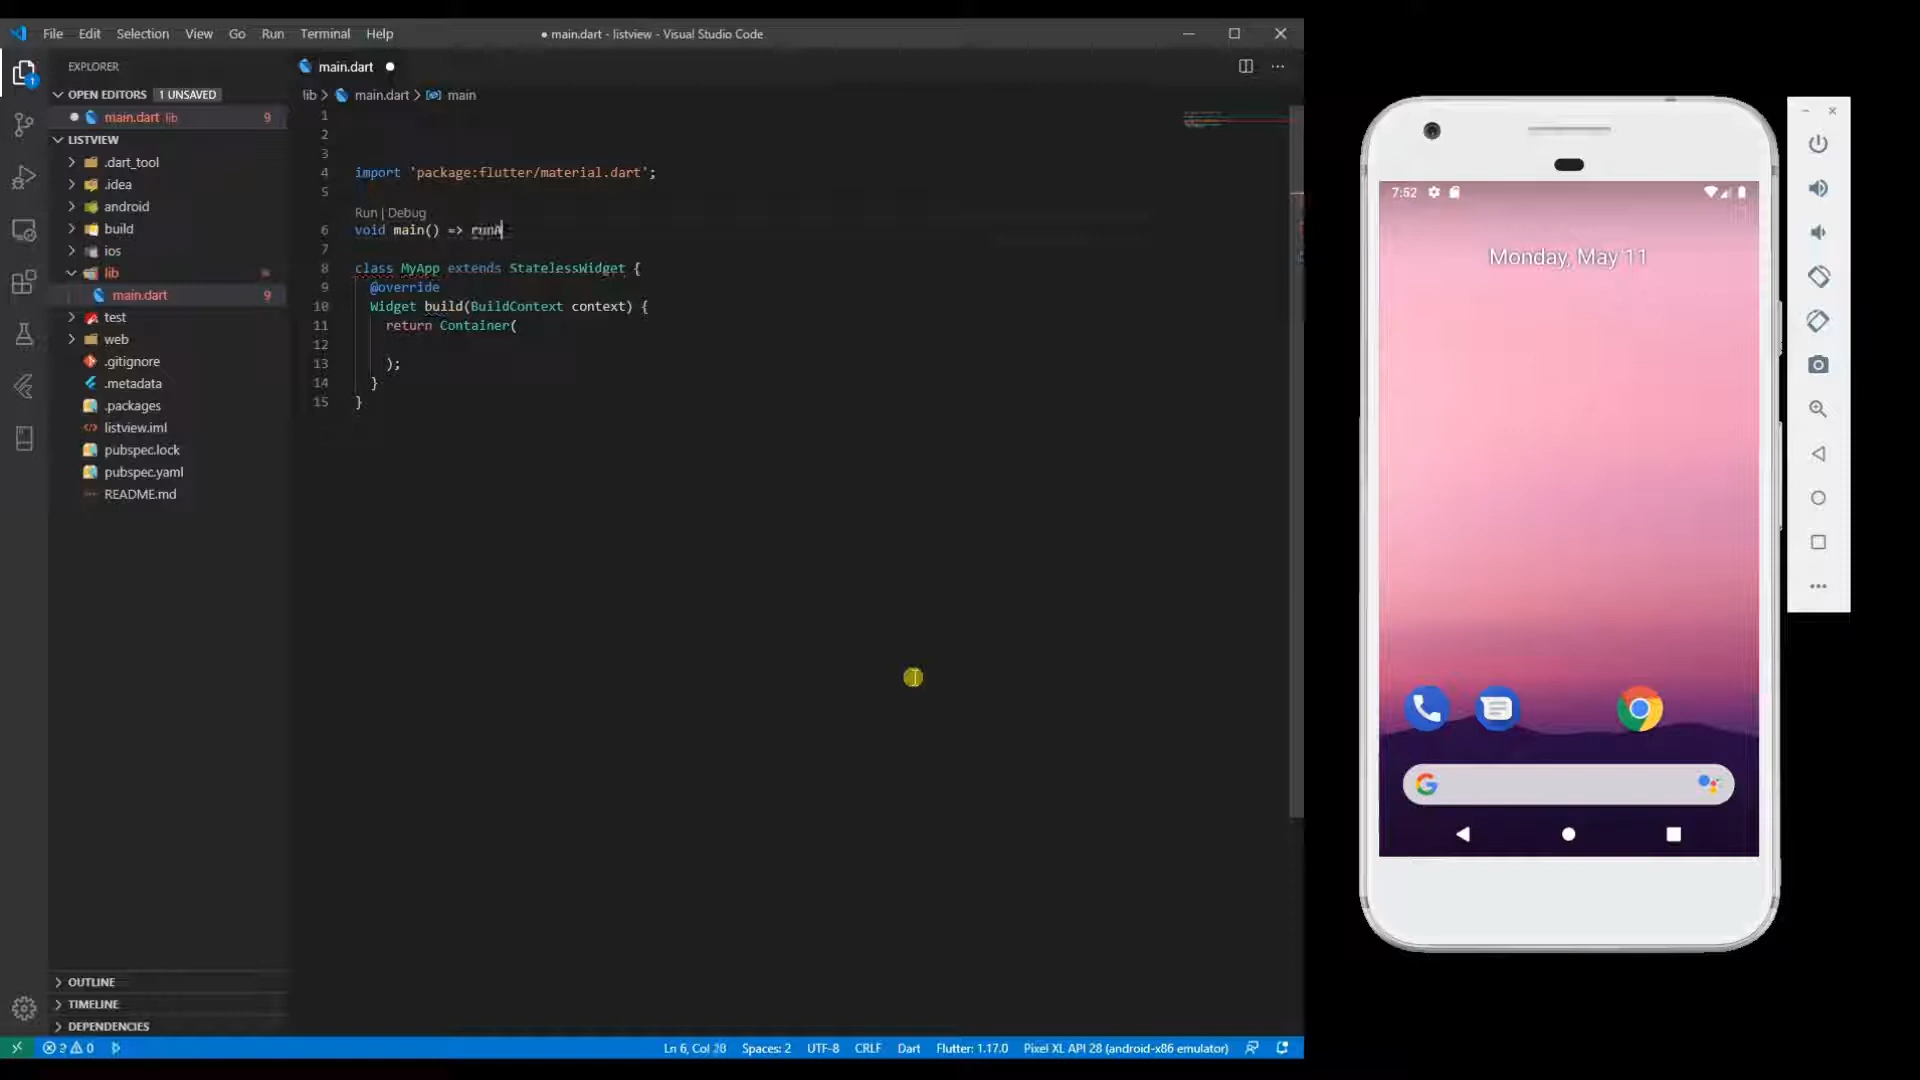 File Edit Selection View Go Run Terminal Help
● main.dart - listview - Visual Studio Code
EXPLORER
OPEN EDITORS 1 UNSAVED
main.dart lib 9
LISTVIEW
.dart_tool
.idea
android
build
ios
lib
main.dart 9
test
web
.gitignore
.metadata
.packages
listview.iml
pubspec.lock
pubspec.yaml
README.md
OUTLINE
TIMELINE
DEPENDENCIES
main.dart
lib > main.dart > main
1
2
3
4 import 'package:flutter/material.dart';
5
Run | Debug
6 void main() => runA
7
8 class MyApp extends StatelessWidget {
9 @override
10 Widget build(BuildContext context) {
11 return Container(
12
13 );
14 }
15 }
2 0
Ln 6, Col 20 Spaces: 2 UTF-8 CRLF Dart Flutter: 1.17.0 Pixel XL API 28 (android-x86 emulator)
7:52
Monday, May 11